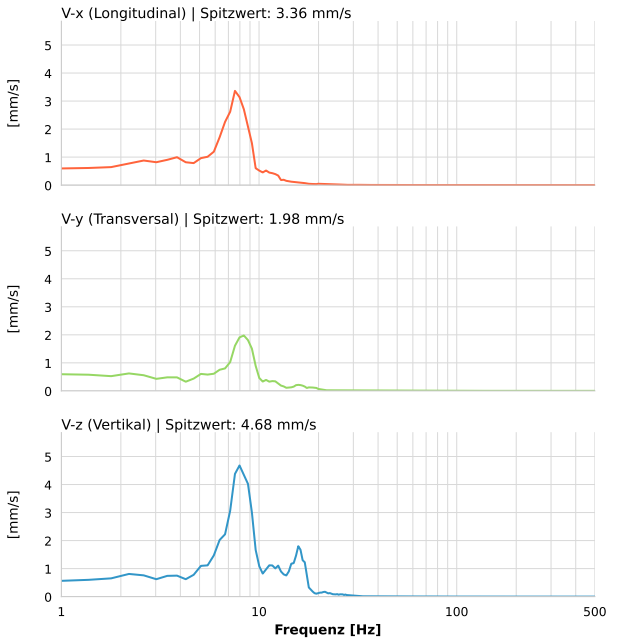 V-x (Longitudinal) | Spitzwert: 3.36 mm/s
5
4
[mm/s]
3
2
1
0
V-y (Transversal) | Spitzwert: 1.98 mm/s
5
4
[mm/s]
3
2
1
0
V-z (Vertikal) | Spitzwert: 4.68 mm/s
5
4
[mm/s]
3
2
1
0
1 10 100 500
Frequenz [Hz]